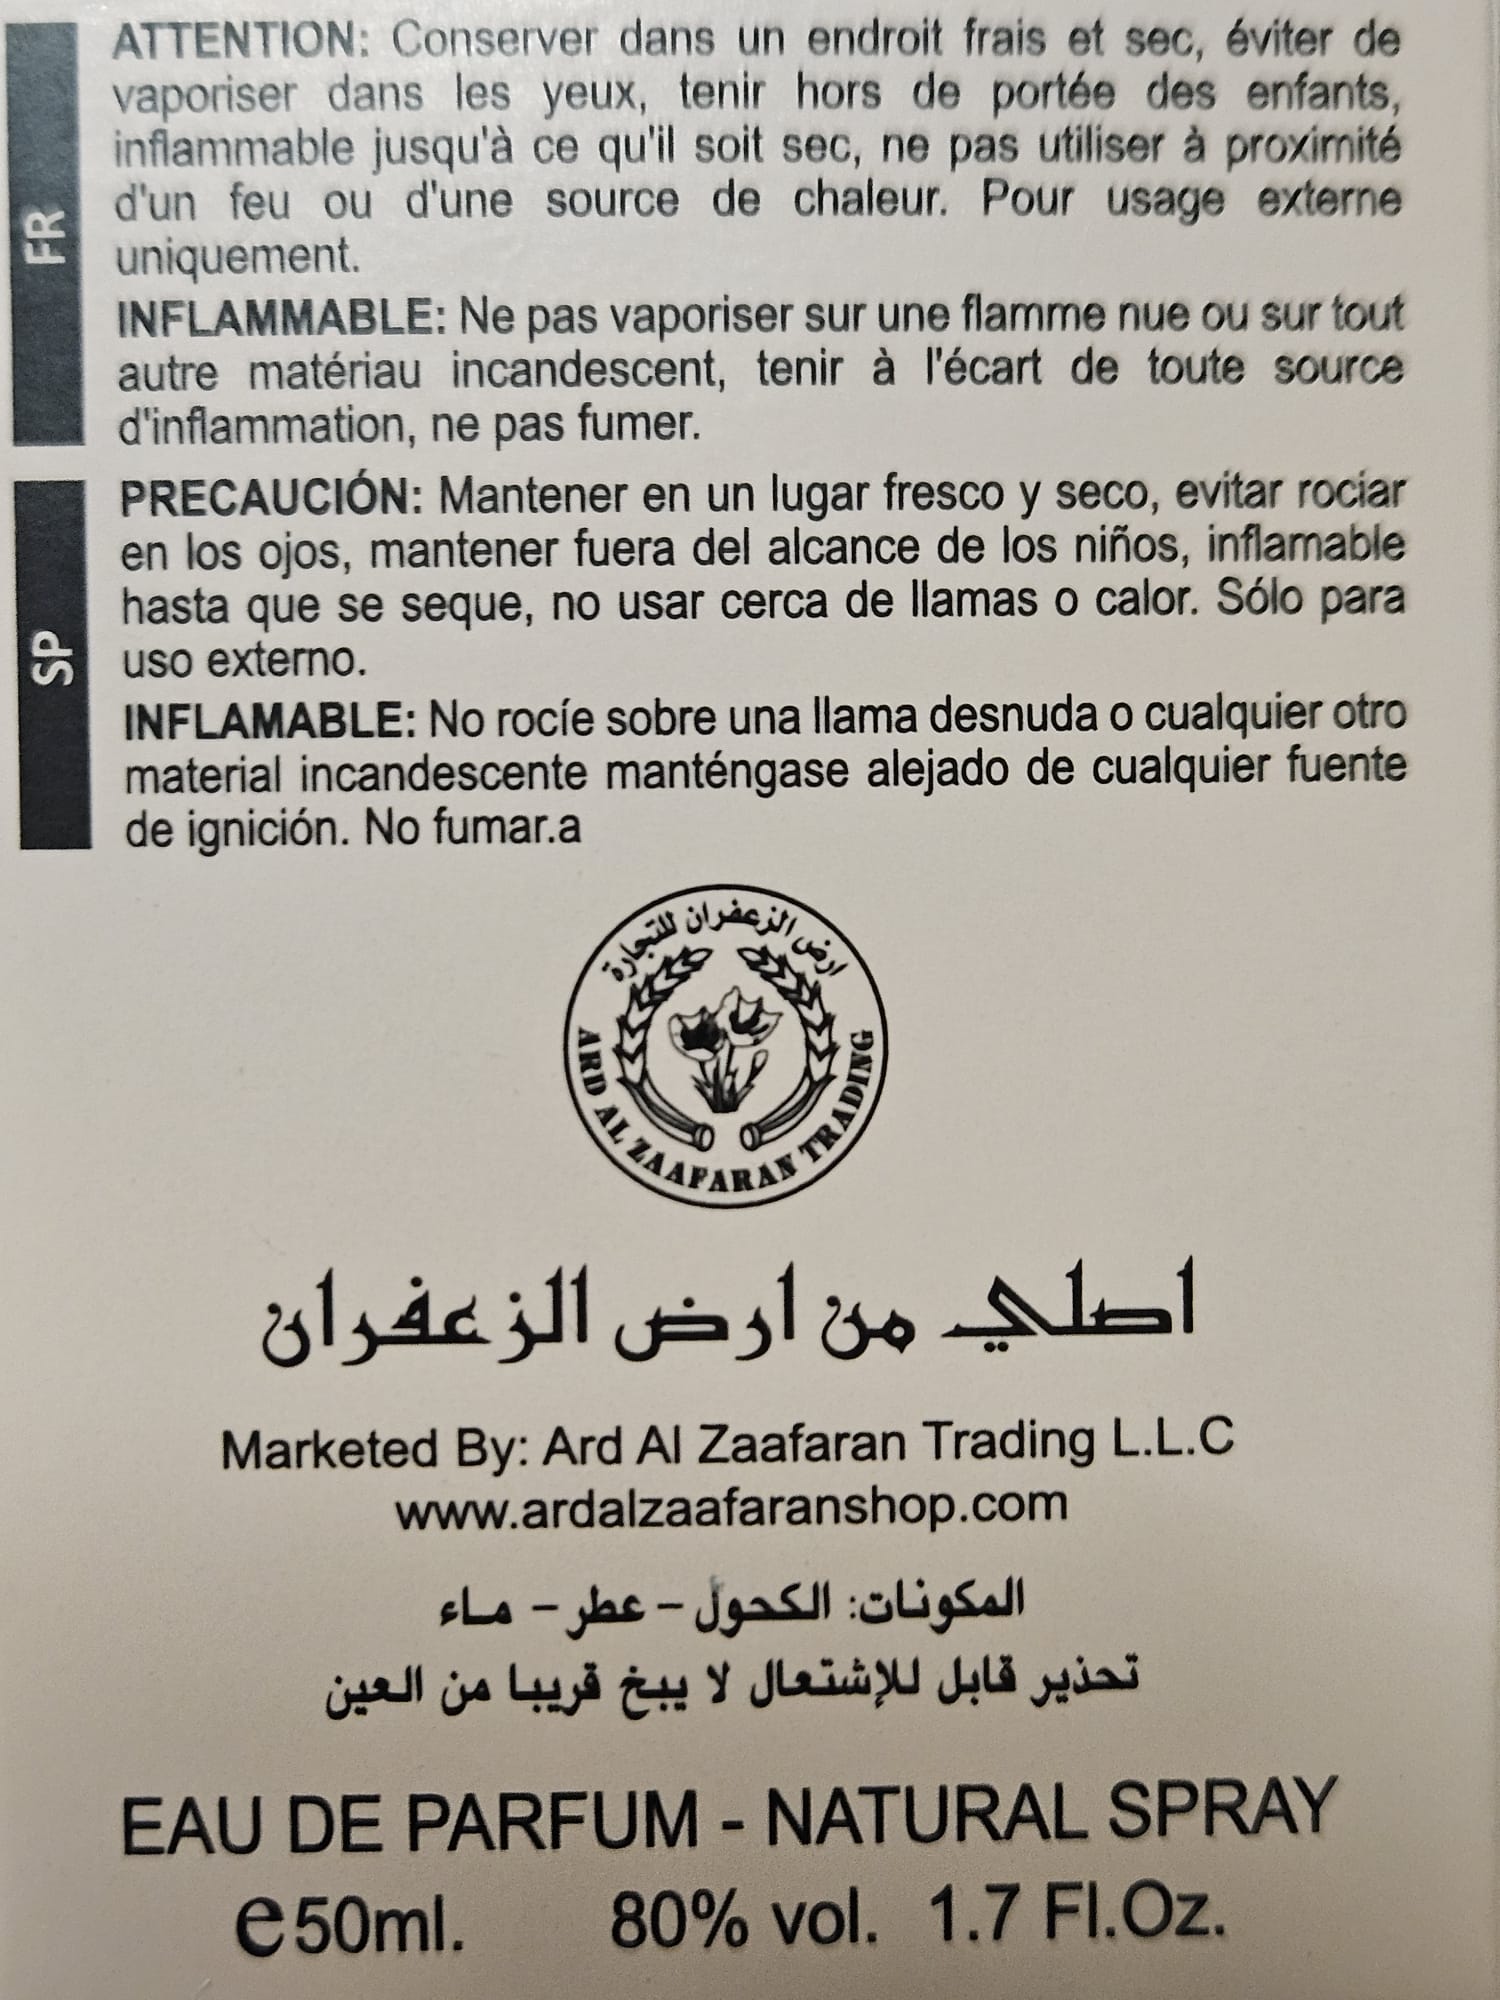 FR
ATTENTION: Conserver dans un endroit frais et sec, éviter de
vaporiser dans les yeux, tenir hors de portée des enfants,
inflammable jusqu'à ce qu'il soit sec, ne pas utiliser à proximité
d'un feu ou d'une source de chaleur. Pour usage externe
uniquement.
INFLAMMABLE: Ne pas vaporiser sur une flamme nue ou sur tout
autre matériau incandescent, tenir à l'écart de toute source
d'inflammation, ne pas fumer.
SP
PRECAUCIÓN: Mantener en un lugar fresco y seco, evitar rociar
en los ojos, mantener fuera del alcance de los niños, inflamable
hasta que se seque, no usar cerca de llamas o calor. Sólo para
uso externo.
INFLAMABLE: No rocíe sobre una llama desnuda o cualquier otro
material incandescente manténgase alejado de cualquier fuente
de ignición. No fumar.a
ارض الزعفران للتجارة
ARD AL ZAAFARAN TRADING
اصلي من ارض الزعفران
Marketed By: Ard Al Zaafaran Trading L.L.C
www.ardalzaafaranshop.com
المكونات: الكحول - عطر - ماء
تحذير قابل للإشتعال لا يبخ قريبا من العين
EAU DE PARFUM - NATURAL SPRAY
e50ml. 80% vol. 1.7 Fl.Oz.